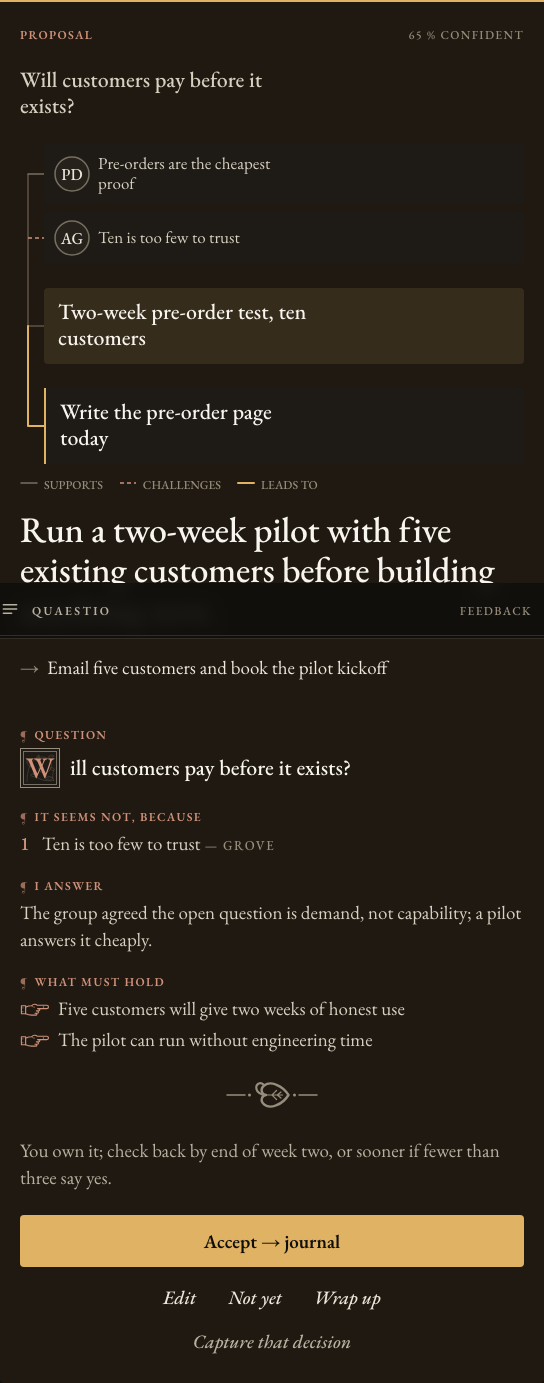 PROPOSAL
65 % CONFIDENT
Will customers pay before it
exists?
PD
Pre-orders are the cheapest
proof
AG
Ten is too few to trust
Two-week pre-order test, ten
customers
Write the pre-order page
today
SUPPORTS
CHALLENGES
LEADS TO
Run a two-week pilot with five
existing customers before building
QUAESTIO
FEEDBACK
→ Email five customers and book the pilot kickoff
¶ QUESTION
Will customers pay before it exists?
¶ IT SEEMS NOT, BECAUSE
1 Ten is too few to trust — GROVE
¶ I ANSWER
The group agreed the open question is demand, not capability; a pilot
answers it cheaply.
¶ WHAT MUST HOLD
☞ Five customers will give two weeks of honest use
☞ The pilot can run without engineering time
You own it; check back by end of week two, or sooner if fewer than
three say yes.
Accept → journal
Edit
Not yet
Wrap up
Capture that decision